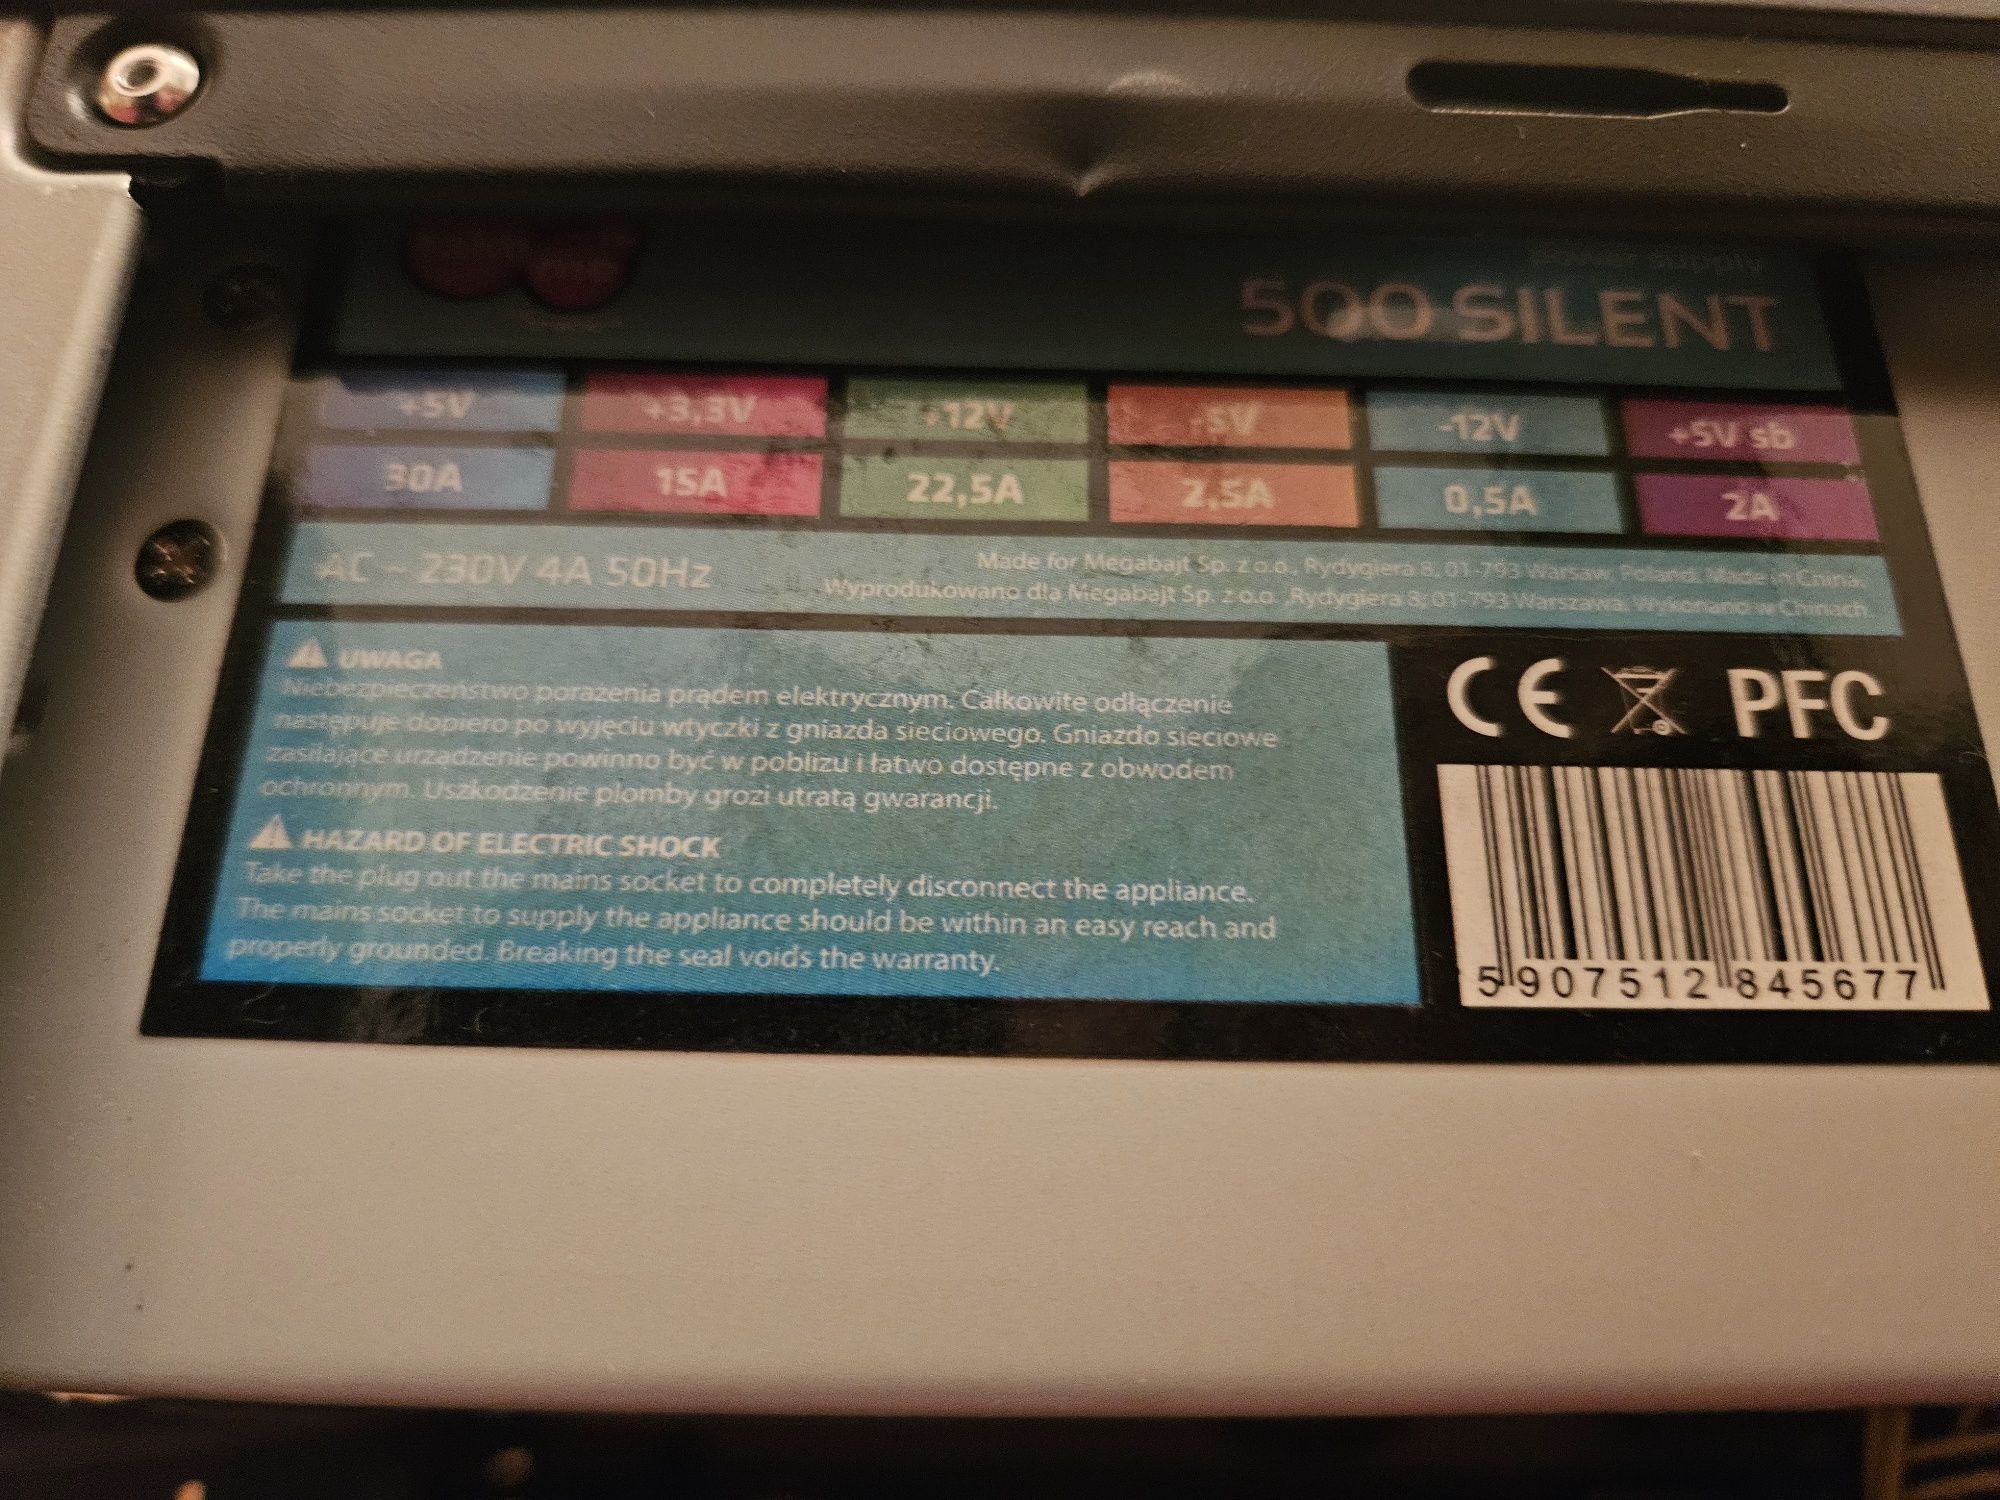 power supply
500 SILENT
+5V +3,3V +12V -5V -12V +5V sb
30A 15A 22,5A 2,5A 0,5A 2A
AC ~ 230V 4A 50Hz
Made for Megabajt Sp. z o.o., Rydygiera 8, 01-793 Warsaw, Poland. Made in China.
Wyprodukowano dla Megabajt Sp. z o.o. ,Rydygiera 8, 01-793 Warszawa. Wykonano w Chinach.
UWAGA
Niebezpieczeństwo porażenia prądem elektrycznym. Całkowite odłączenie
następuje dopiero po wyjęciu wtyczki z gniazda sieciowego. Gniazdo sieciowe
zasilające urządzenie powinno być w poblizu i łatwo dostępne z obwodem
ochronnym. Uszkodzenie plomby grozi utratą gwarancji.
HAZARD OF ELECTRIC SHOCK
Take the plug out the mains socket to completely disconnect the appliance.
The mains socket to supply the appliance should be within an easy reach and
properly grounded. Breaking the seal voids the warranty.
CE PFC
5 907512 845677